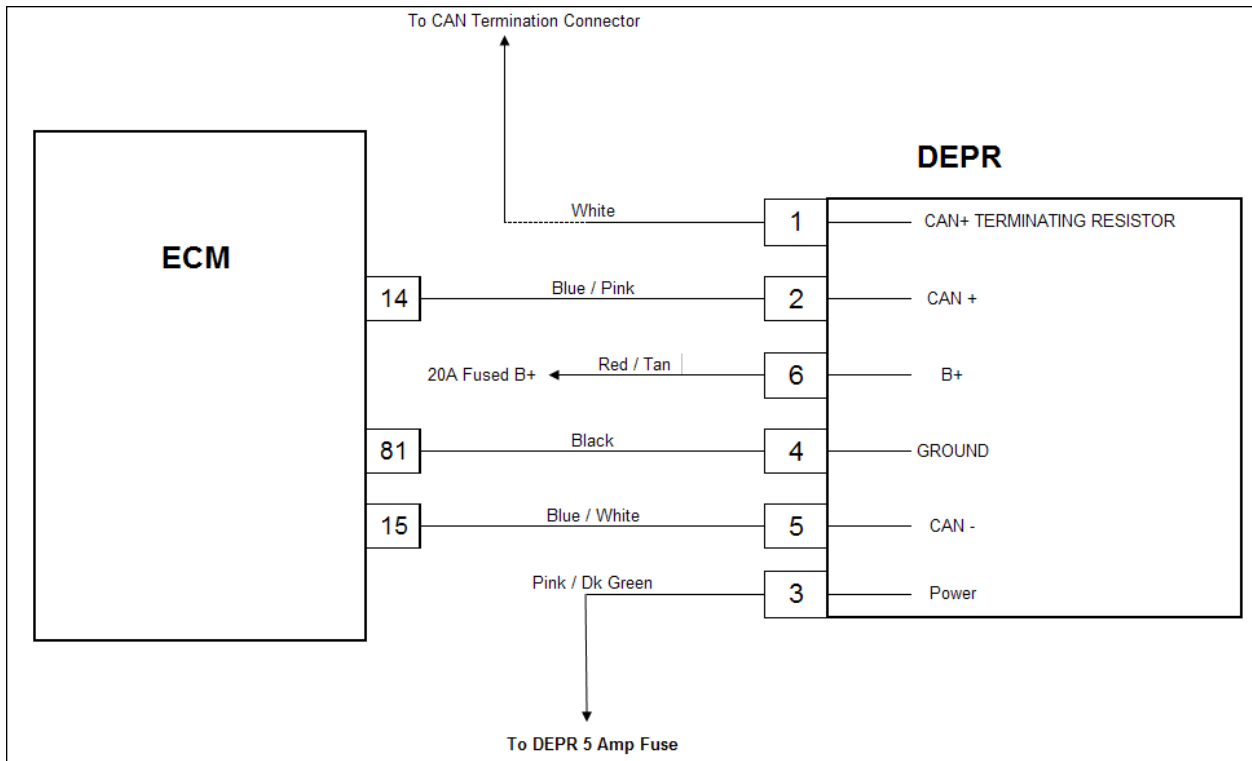 To CAN Termination Connector
DEPR
White
1
CAN+ TERMINATING RESISTOR
ECM
14
Blue / Pink
2
CAN +
20A Fused B+
Red / Tan
6
B+
81
Black
4
GROUND
15
Blue / White
5
CAN -
Pink / Dk Green
3
Power
To DEPR 5 Amp Fuse